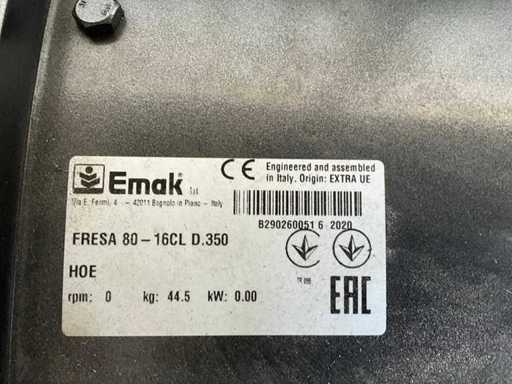 Emak
CE
Engineered and assembled
in Italy. Origin: EXTRA UE
Via E. Fermi, 4 - 42011 Bagnolo in Piano - Italy
B290260051 6 2020
FRESA 80-16CL D.350
HOE
rpm: 0 kg: 44.5 kW: 0.00
EAC